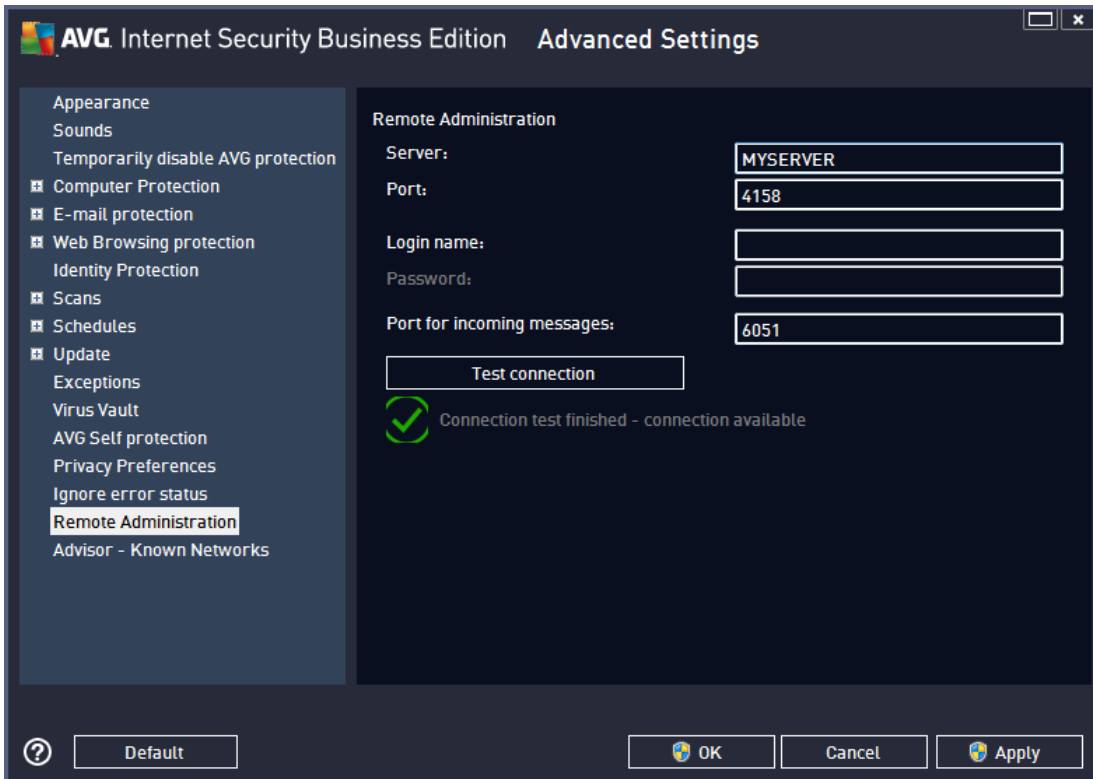 AVG. Internet Security Business Edition Advanced Settings
Appearance
Sounds
Temporarily disable AVG protection
Computer Protection
E-mail protection
Web Browsing protection
Identity Protection
Scans
Schedules
Update
Exceptions
Virus Vault
AVG Self protection
Privacy Preferences
Ignore error status
Remote Administration
Advisor - Known Networks
Remote Administration
Server: MYSERVER
Port: 4158
Login name:
Password:
Port for incoming messages: 6051
Test connection
Connection test finished - connection available
? Default OK Cancel Apply